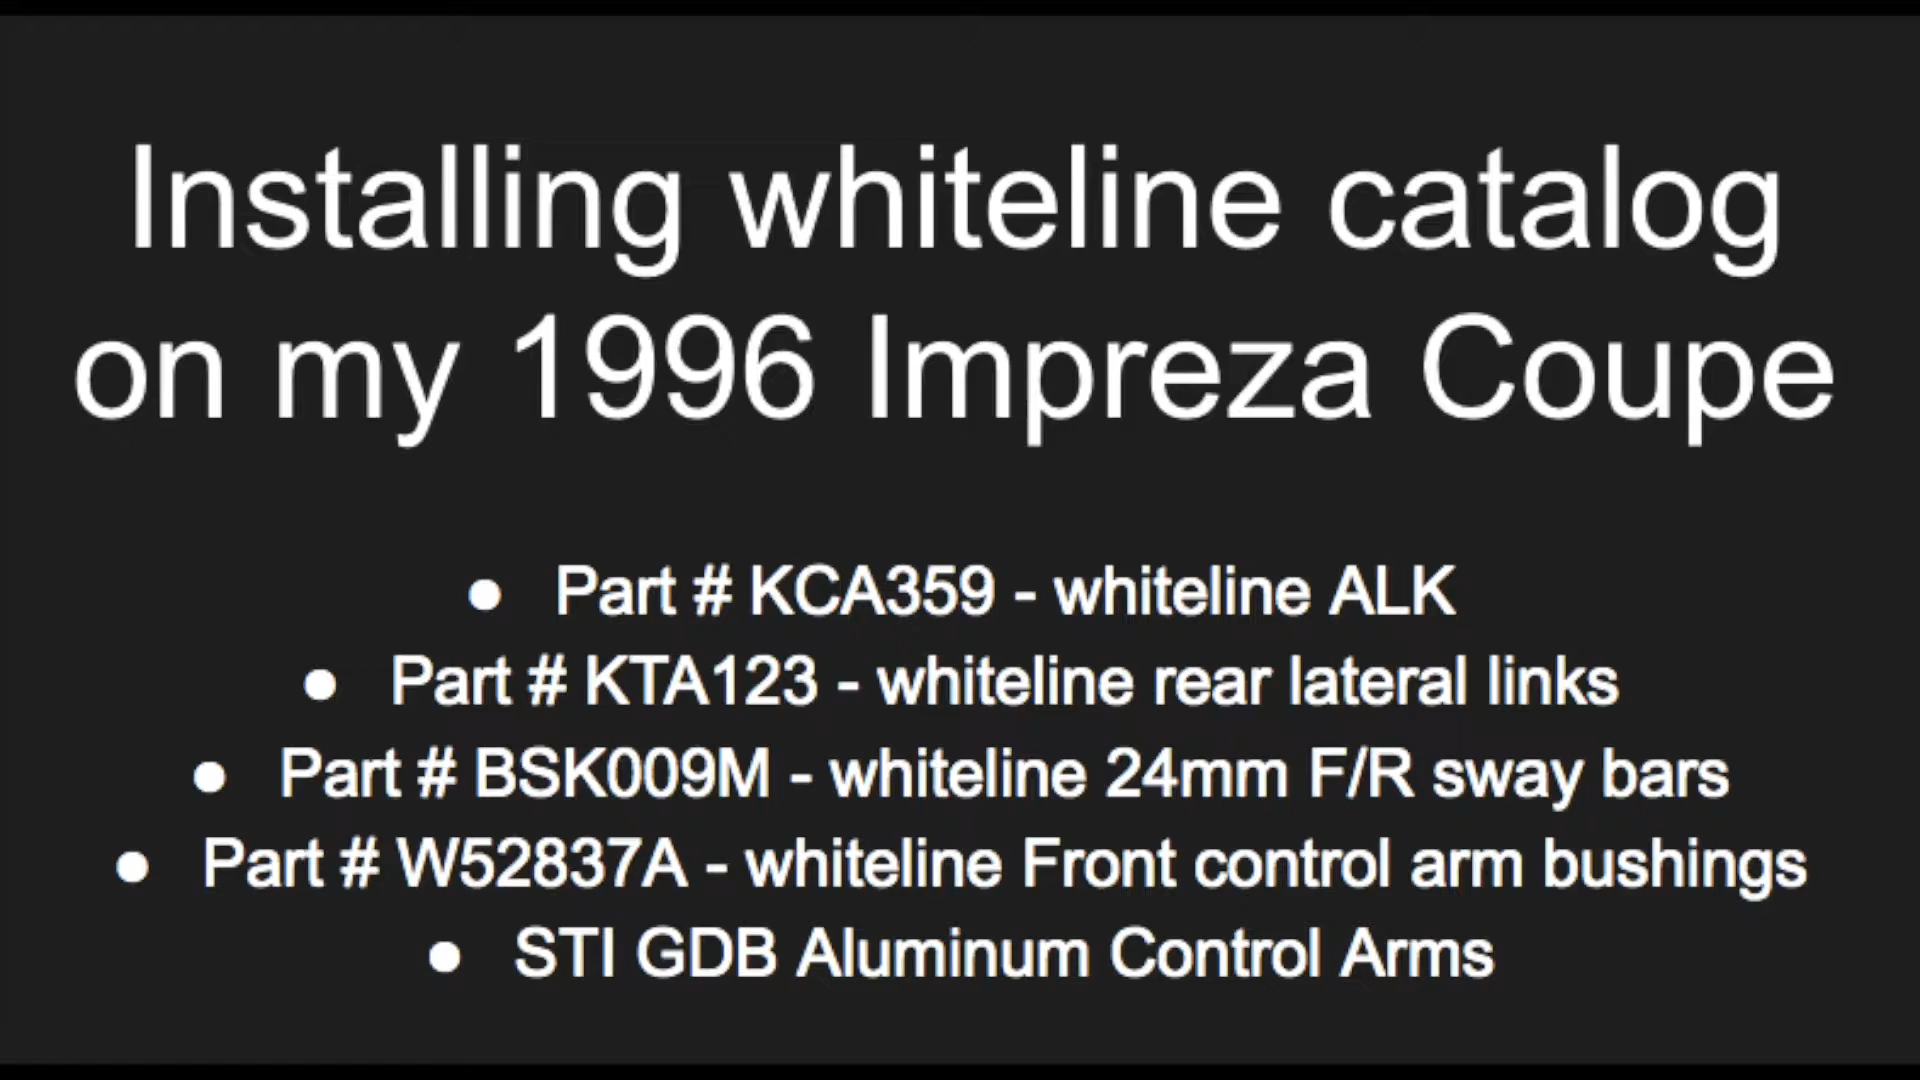 Installing whiteline catalog
on my 1996 Impreza Coupe
● Part # KCA359 - whiteline ALK
● Part # KTA123 - whiteline rear lateral links
● Part # BSK009M - whiteline 24mm F/R sway bars
● Part # W52837A - whiteline Front control arm bushings
● STI GDB Aluminum Control Arms